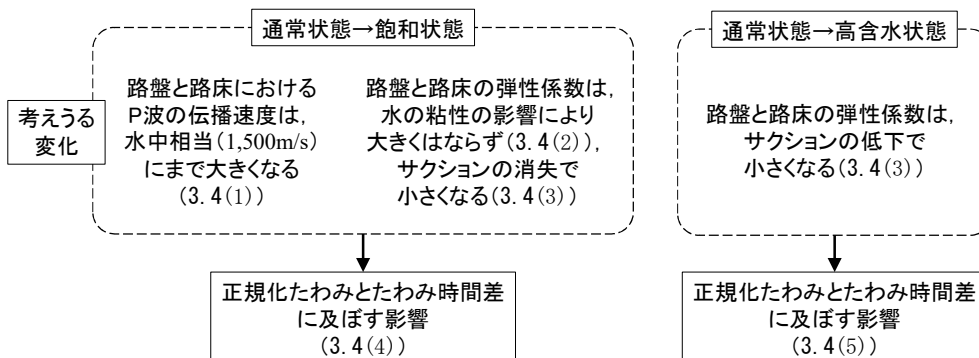 通常状態→飽和状態
通常状態→高含水状態
考えうる
変化
路盤と路床における
P波の伝播速度は,
水中相当(1,500m/s)
にまで大きくなる
(3.4(1))
路盤と路床の弾性係数は,
水の粘性の影響により
大きくはならず(3.4(2)),
サクションの消失で
小さくなる(3.4(3))
路盤と路床の弾性係数は,
サクションの低下で
小さくなる(3.4(3))
正規化たわみとたわみ時間差
に及ぼす影響
(3.4(4))
正規化たわみとたわみ時間差
に及ぼす影響
(3.4(5))